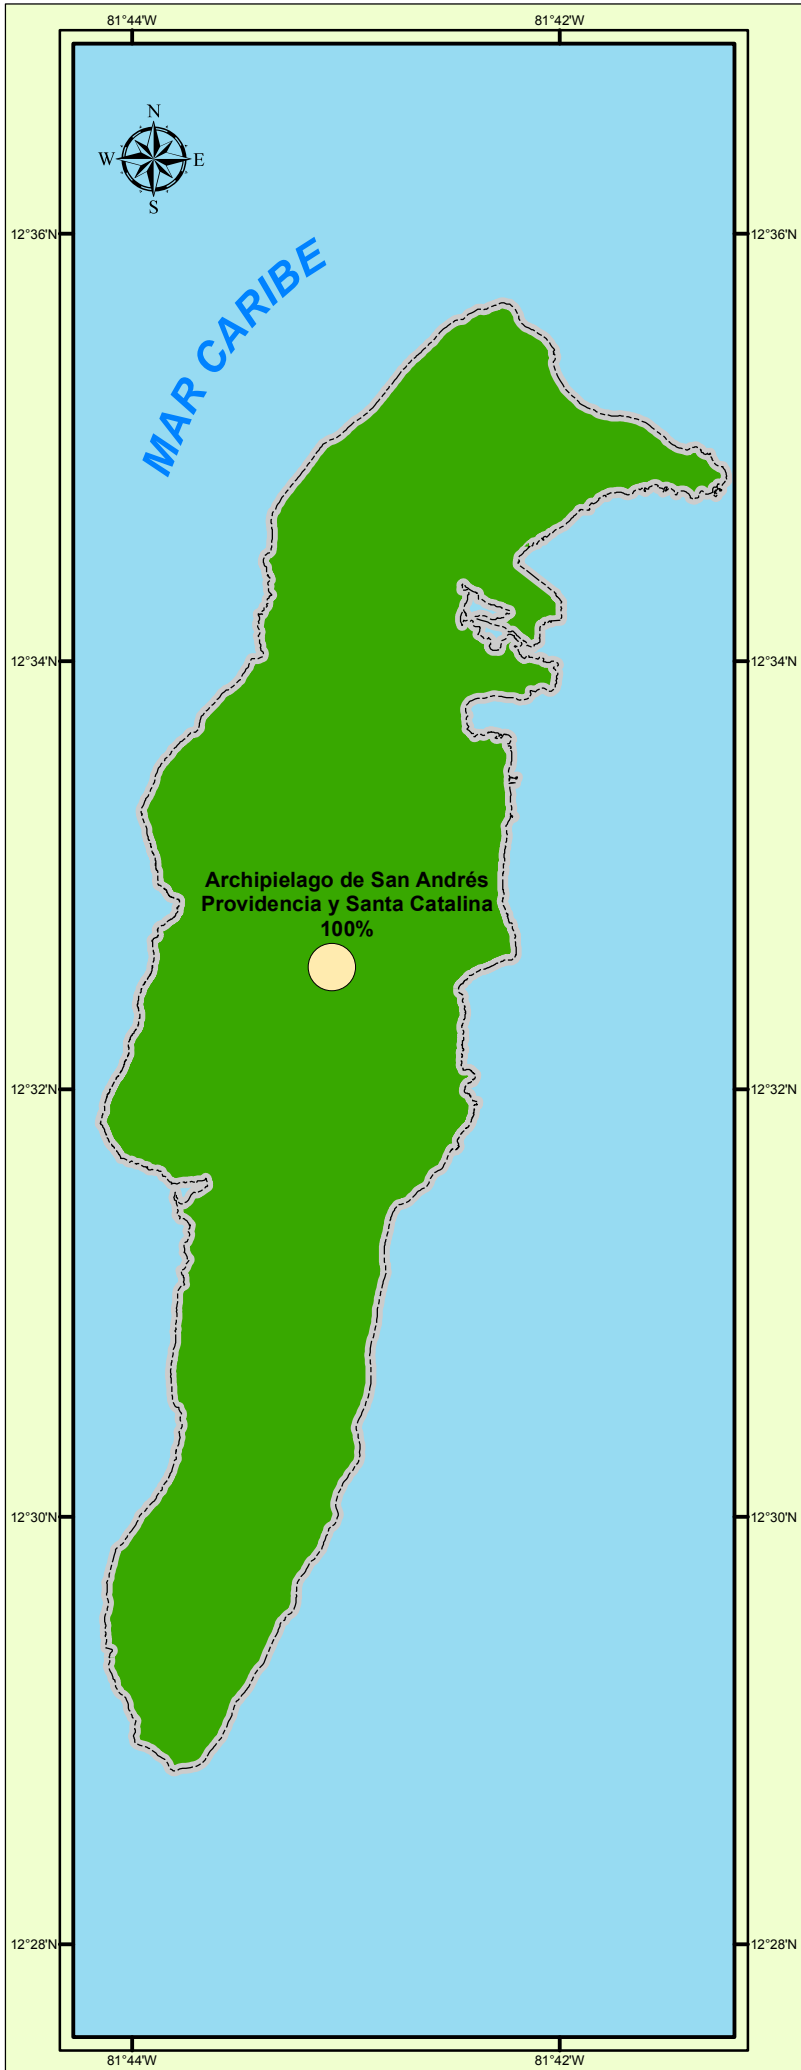 81°44'W 81°42'W
N
W E
S
12°36'N 12°36'N
MAR CARIBE
12°34'N 12°34'N
Archipielago de San Andrés
Providencia y Santa Catalina
100%
12°32'N 12°32'N
12°30'N 12°30'N
12°28'N 12°28'N
81°44'W 81°42'W